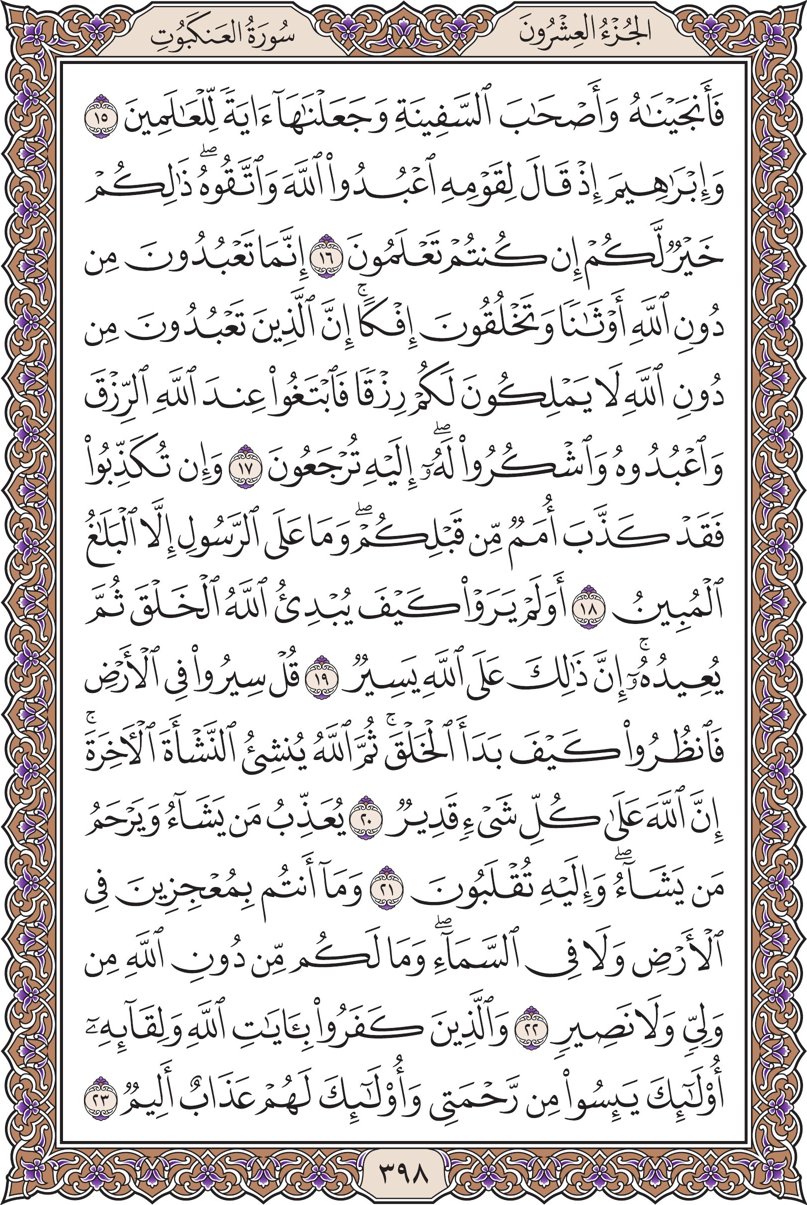 الجُزْءُ العِشْرُونَ
سُورَةُ العَنكَبُوتِ
فَأَنجَيْنَٰهُ وَأَصْحَٰبَ ٱلسَّفِينَةِ وَجَعَلْنَٰهَآ ءَايَةً لِّلْعَٰلَمِينَ ١٥
وَإِبْرَٰهِيمَ إِذْ قَالَ لِقَوْمِهِ ٱعْبُدُوا۟ ٱللَّهَ وَٱتَّقُوهُ ۖ ذَٰلِكُمْ
خَيْرٌ لَّكُمْ إِن كُنتُمْ تَعْلَمُونَ ١٦ إِنَّمَا تَعْبُدُونَ مِن
دُونِ ٱللَّهِ أَوْثَٰنًا وَتَخْلُقُونَ إِفْكًا ۚ إِنَّ ٱلَّذِينَ تَعْبُدُونَ مِن
دُونِ ٱللَّهِ لَا يَمْلِكُونَ لَكُمْ رِزْقًا فَٱبْتَغُوا۟ عِندَ ٱللَّهِ ٱلرِّزْقَ
وَٱعْبُدُوهُ وَٱشْكُرُوا۟ لَهُۥٓ ۖ إِلَيْهِ تُرْجَعُونَ ١٧ وَإِن تُكَذِّبُوا۟
فَقَدْ كَذَّبَ أُمَمٌ مِّن قَبْلِكُمْ ۖ وَمَا عَلَى ٱلرَّسُولِ إِلَّا ٱلْبَلَٰغُ
ٱلْمُبِينُ ١٨ أَوَلَمْ يَرَوْا۟ كَيْفَ يُبْدِئُ ٱللَّهُ ٱلْخَلْقَ ثُمَّ
يُعِيدُهُۥٓ ۚ إِنَّ ذَٰلِكَ عَلَى ٱللَّهِ يَسِيرٌ ١٩ قُلْ سِيرُوا۟ فِى ٱلْأَرْضِ
فَٱنظُرُوا۟ كَيْفَ بَدَأَ ٱلْخَلْقَ ۚ ثُمَّ ٱللَّهُ يُنشِئُ ٱلنَّشْأَةَ ٱلْءَاخِرَةَ ۚ
إِنَّ ٱللَّهَ عَلَىٰ كُلِّ شَىْءٍ قَدِيرٌ ٢٠ يُعَذِّبُ مَن يَشَآءُ وَيَرْحَمُ
مَن يَشَآءُ ۖ وَإِلَيْهِ تُقْلَبُونَ ٢١ وَمَآ أَنتُم بِمُعْجِزِينَ فِى
ٱلْأَرْضِ وَلَا فِى ٱلسَّمَآءِ ۖ وَمَا لَكُم مِّن دُونِ ٱللَّهِ مِن
وَلِىٍّ وَلَا نَصِيرٍ ٢٢ وَٱلَّذِينَ كَفَرُوا۟ بِـَٔايَٰتِ ٱللَّهِ وَلِقَآئِهِۦٓ
أُو۟لَٰٓئِكَ يَئِسُوا۟ مِن رَّحْمَتِى وَأُو۟لَٰٓئِكَ لَهُمْ عَذَابٌ أَلِيمٌ ٢٣
٣٩٨